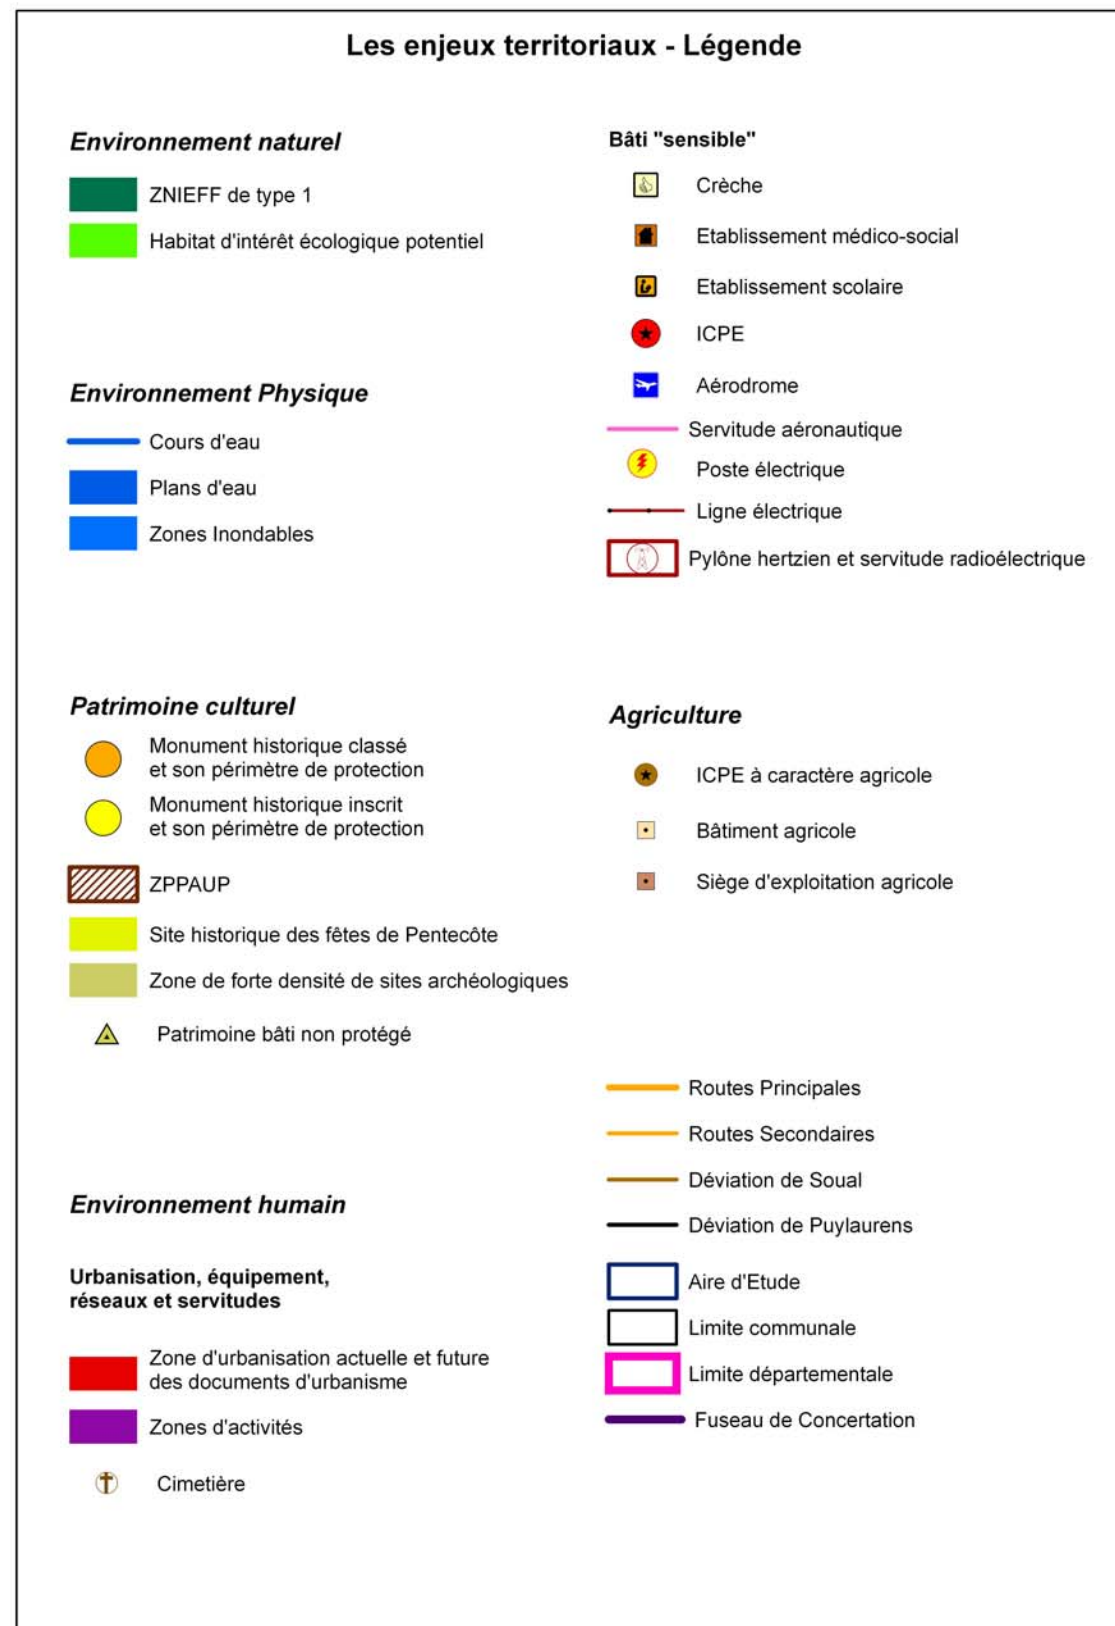 Les enjeux territoriaux - Légende
Environnement naturel
ZNIEFF de type 1
Habitat d'intérêt écologique potentiel
Environnement Physique
Cours d'eau
Plans d'eau
Zones Inondables
Patrimoine culturel
Monument historique classé
et son périmètre de protection
Monument historique inscrit
et son périmètre de protection
ZPPAUP
Site historique des fêtes de Pentecôte
Zone de forte densité de sites archéologiques
Patrimoine bâti non protégé
Environnement humain
Urbanisation, équipement,
réseaux et servitudes
Zone d'urbanisation actuelle et future
des documents d'urbanisme
Zones d'activités
Cimetière
Bâti "sensible"
Crèche
Etablissement médico-social
Etablissement scolaire
ICPE
Aérodrome
Servitude aéronautique
Poste électrique
Ligne électrique
Pylône hertzien et servitude radioélectrique
Agriculture
ICPE à caractère agricole
Bâtiment agricole
Siège d'exploitation agricole
Routes Principales
Routes Secondaires
Déviation de Soual
Déviation de Puylaurens
Aire d'Etude
Limite communale
Limite départementale
Fuseau de Concertation